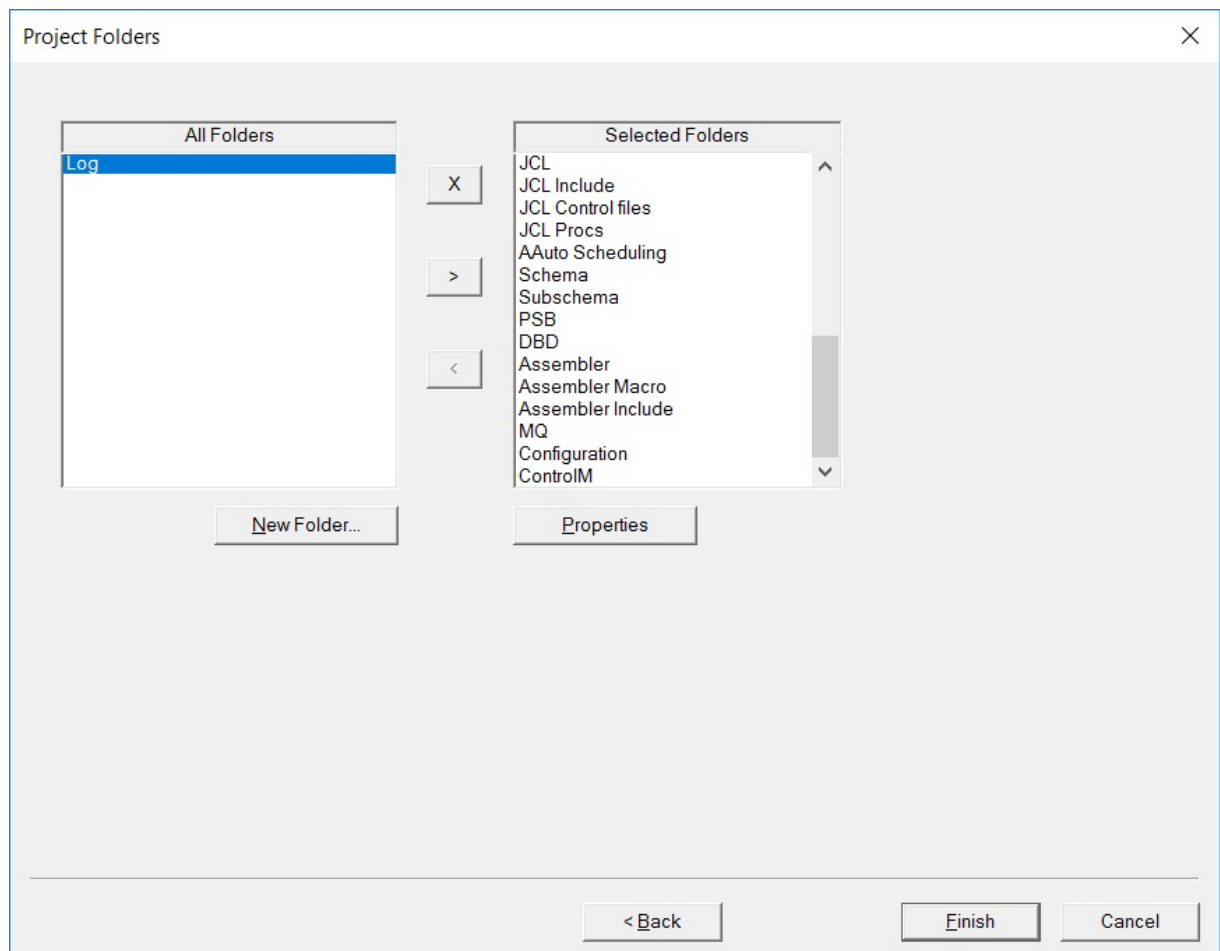 Project Folders
All Folders
Log
X
>
<
New Folder...
Selected Folders
JCL
JCL Include
JCL Control files
JCL Procs
AAuto Scheduling
Schema
Subschema
PSB
DBD
Assembler
Assembler Macro
Assembler Include
MQ
Configuration
ControlM
Properties
< Back
Finish
Cancel